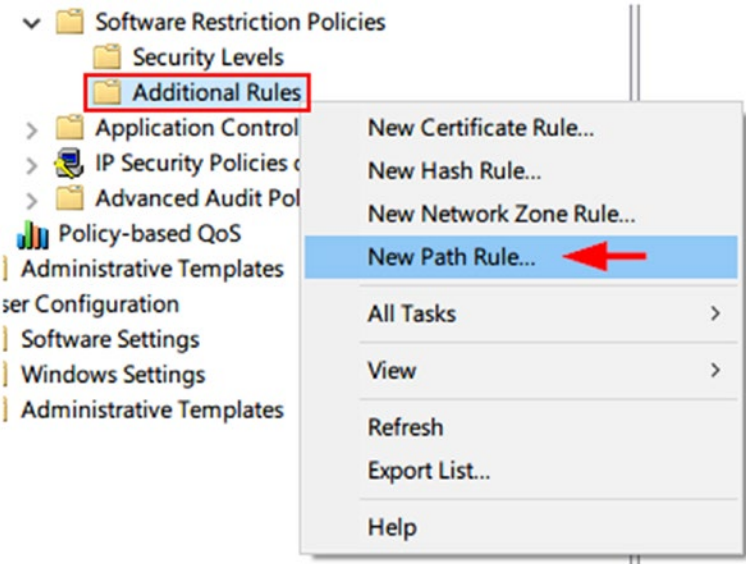 Software Restriction Policies
Security Levels
Additional Rules
Application Control
IP Security Policies
Advanced Audit Pol
Policy-based QoS
Administrative Templates
ser Configuration
Software Settings
Windows Settings
Administrative Templates
New Certificate Rule...
New Hash Rule...
New Network Zone Rule...
New Path Rule...
All Tasks
View
Refresh
Export List...
Help